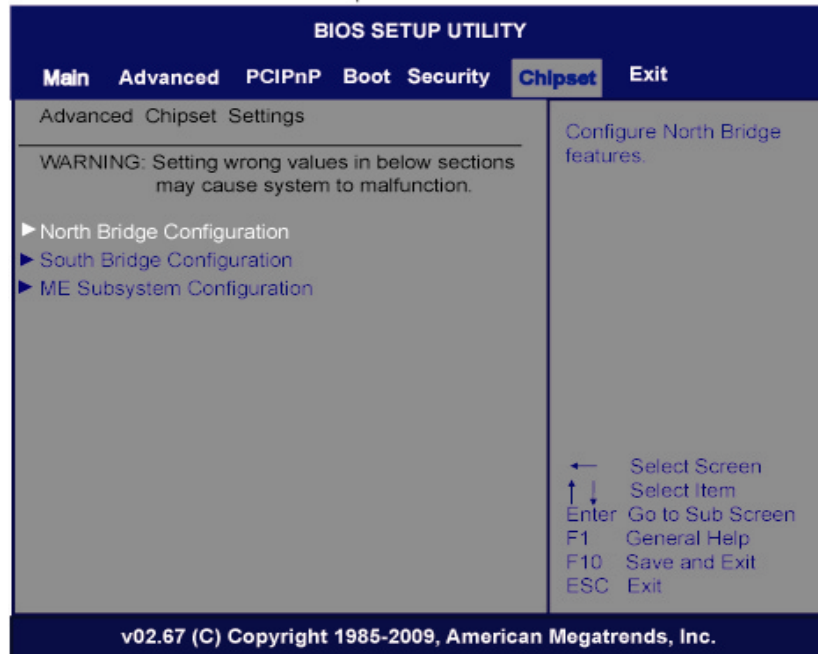 BIOS SETUP UTILITY
Main Advanced PCIPnP Boot Security Chipset Exit
Advanced Chipset Settings
WARNING: Setting wrong values in below sections
may cause system to malfunction.
North Bridge Configuration
South Bridge Configuration
ME Subsystem Configuration
Configure North Bridge
features.
← Select Screen
↑ ↓ Select Item
Enter Go to Sub Screen
F1 General Help
F10 Save and Exit
ESC Exit
v02.67 (C) Copyright 1985-2009, American Megatrends, Inc.